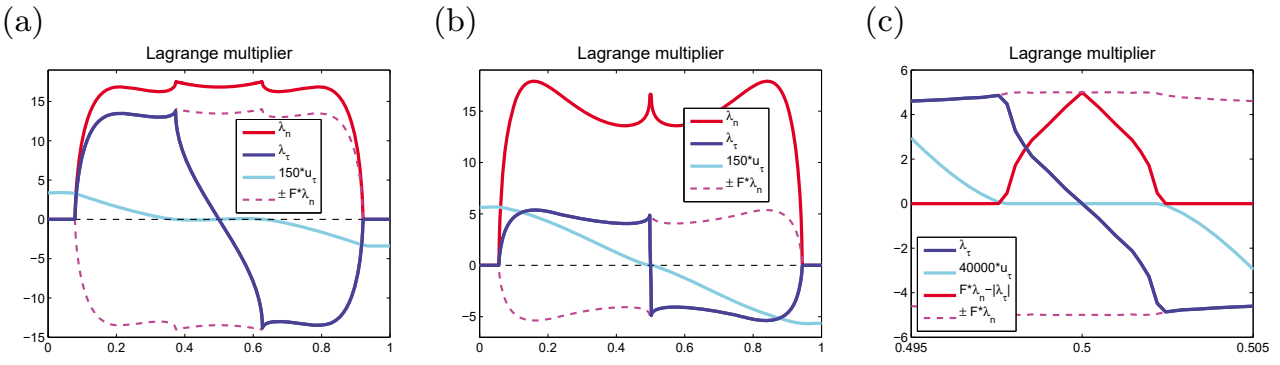 (a)
Lagrange multiplier
15
10
5
0
−5
−10
−15
0
0.2
0.4
0.6
0.8
1
λn
λτ
150*uτ
± F*λn
(b)
Lagrange multiplier
15
10
5
0
−5
0
0.2
0.4
0.6
0.8
1
λn
λτ
150*uτ
± F*λn
(c)
Lagrange multiplier
6
4
2
0
−2
−4
−6
0.495
0.5
0.505
λτ
40000*uτ
F*λn−|λτ|
± F*λn